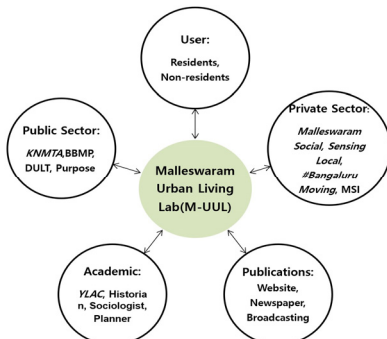 User:
Residents,
Non-residents
Public Sector:
KNMTA,BBMP,
DULT, Purpose
Private Sector:
Malleswaram
Social, Sensing
Local,
#Bangaluru
Moving, MSI
Malleswaram
Urban Living
Lab(M-UUL)
Academic:
YLAC, Historia
n, Sociologist,
Planner
Publications:
Website,
Newspaper,
Broadcasting